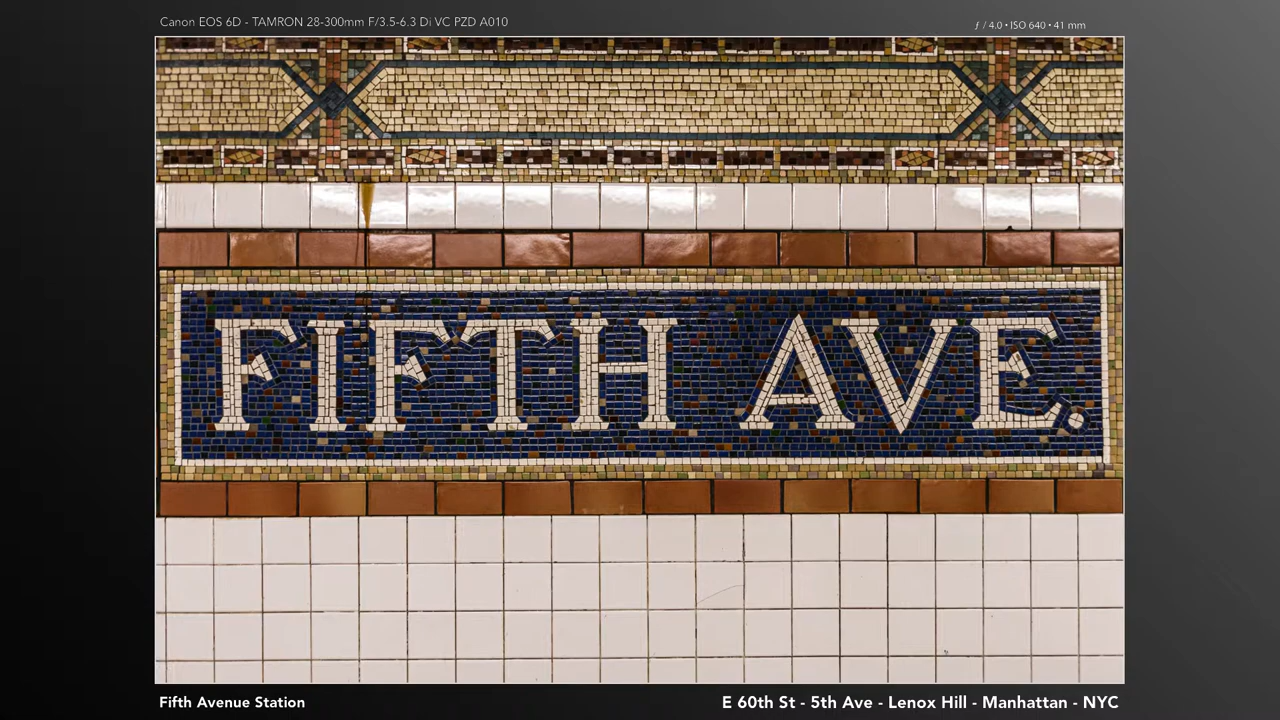 Canon EOS 6D - TAMRON 28-300mm F/3.5-6.3 Di VC PZD A010
ƒ / 4.0 • ISO 640 • 41 mm
FIFTH AVE.
Fifth Avenue Station
E 60th St - 5th Ave - Lenox Hill - Manhattan - NYC